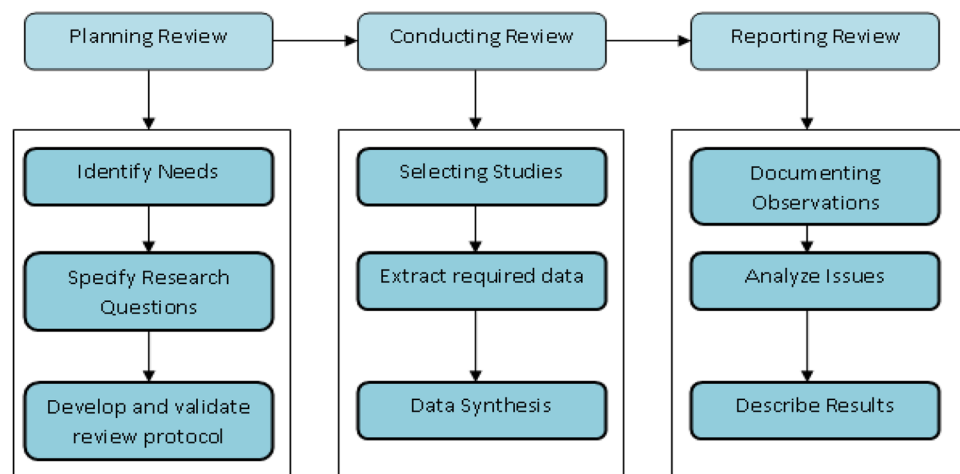 Planning Review
Conducting Review
Reporting Review
Identify Needs
Specify Research
Questions
Develop and validate
review protocol
Selecting Studies
Extract required data
Data Synthesis
Documenting
Observations
Analyze Issues
Describe Results